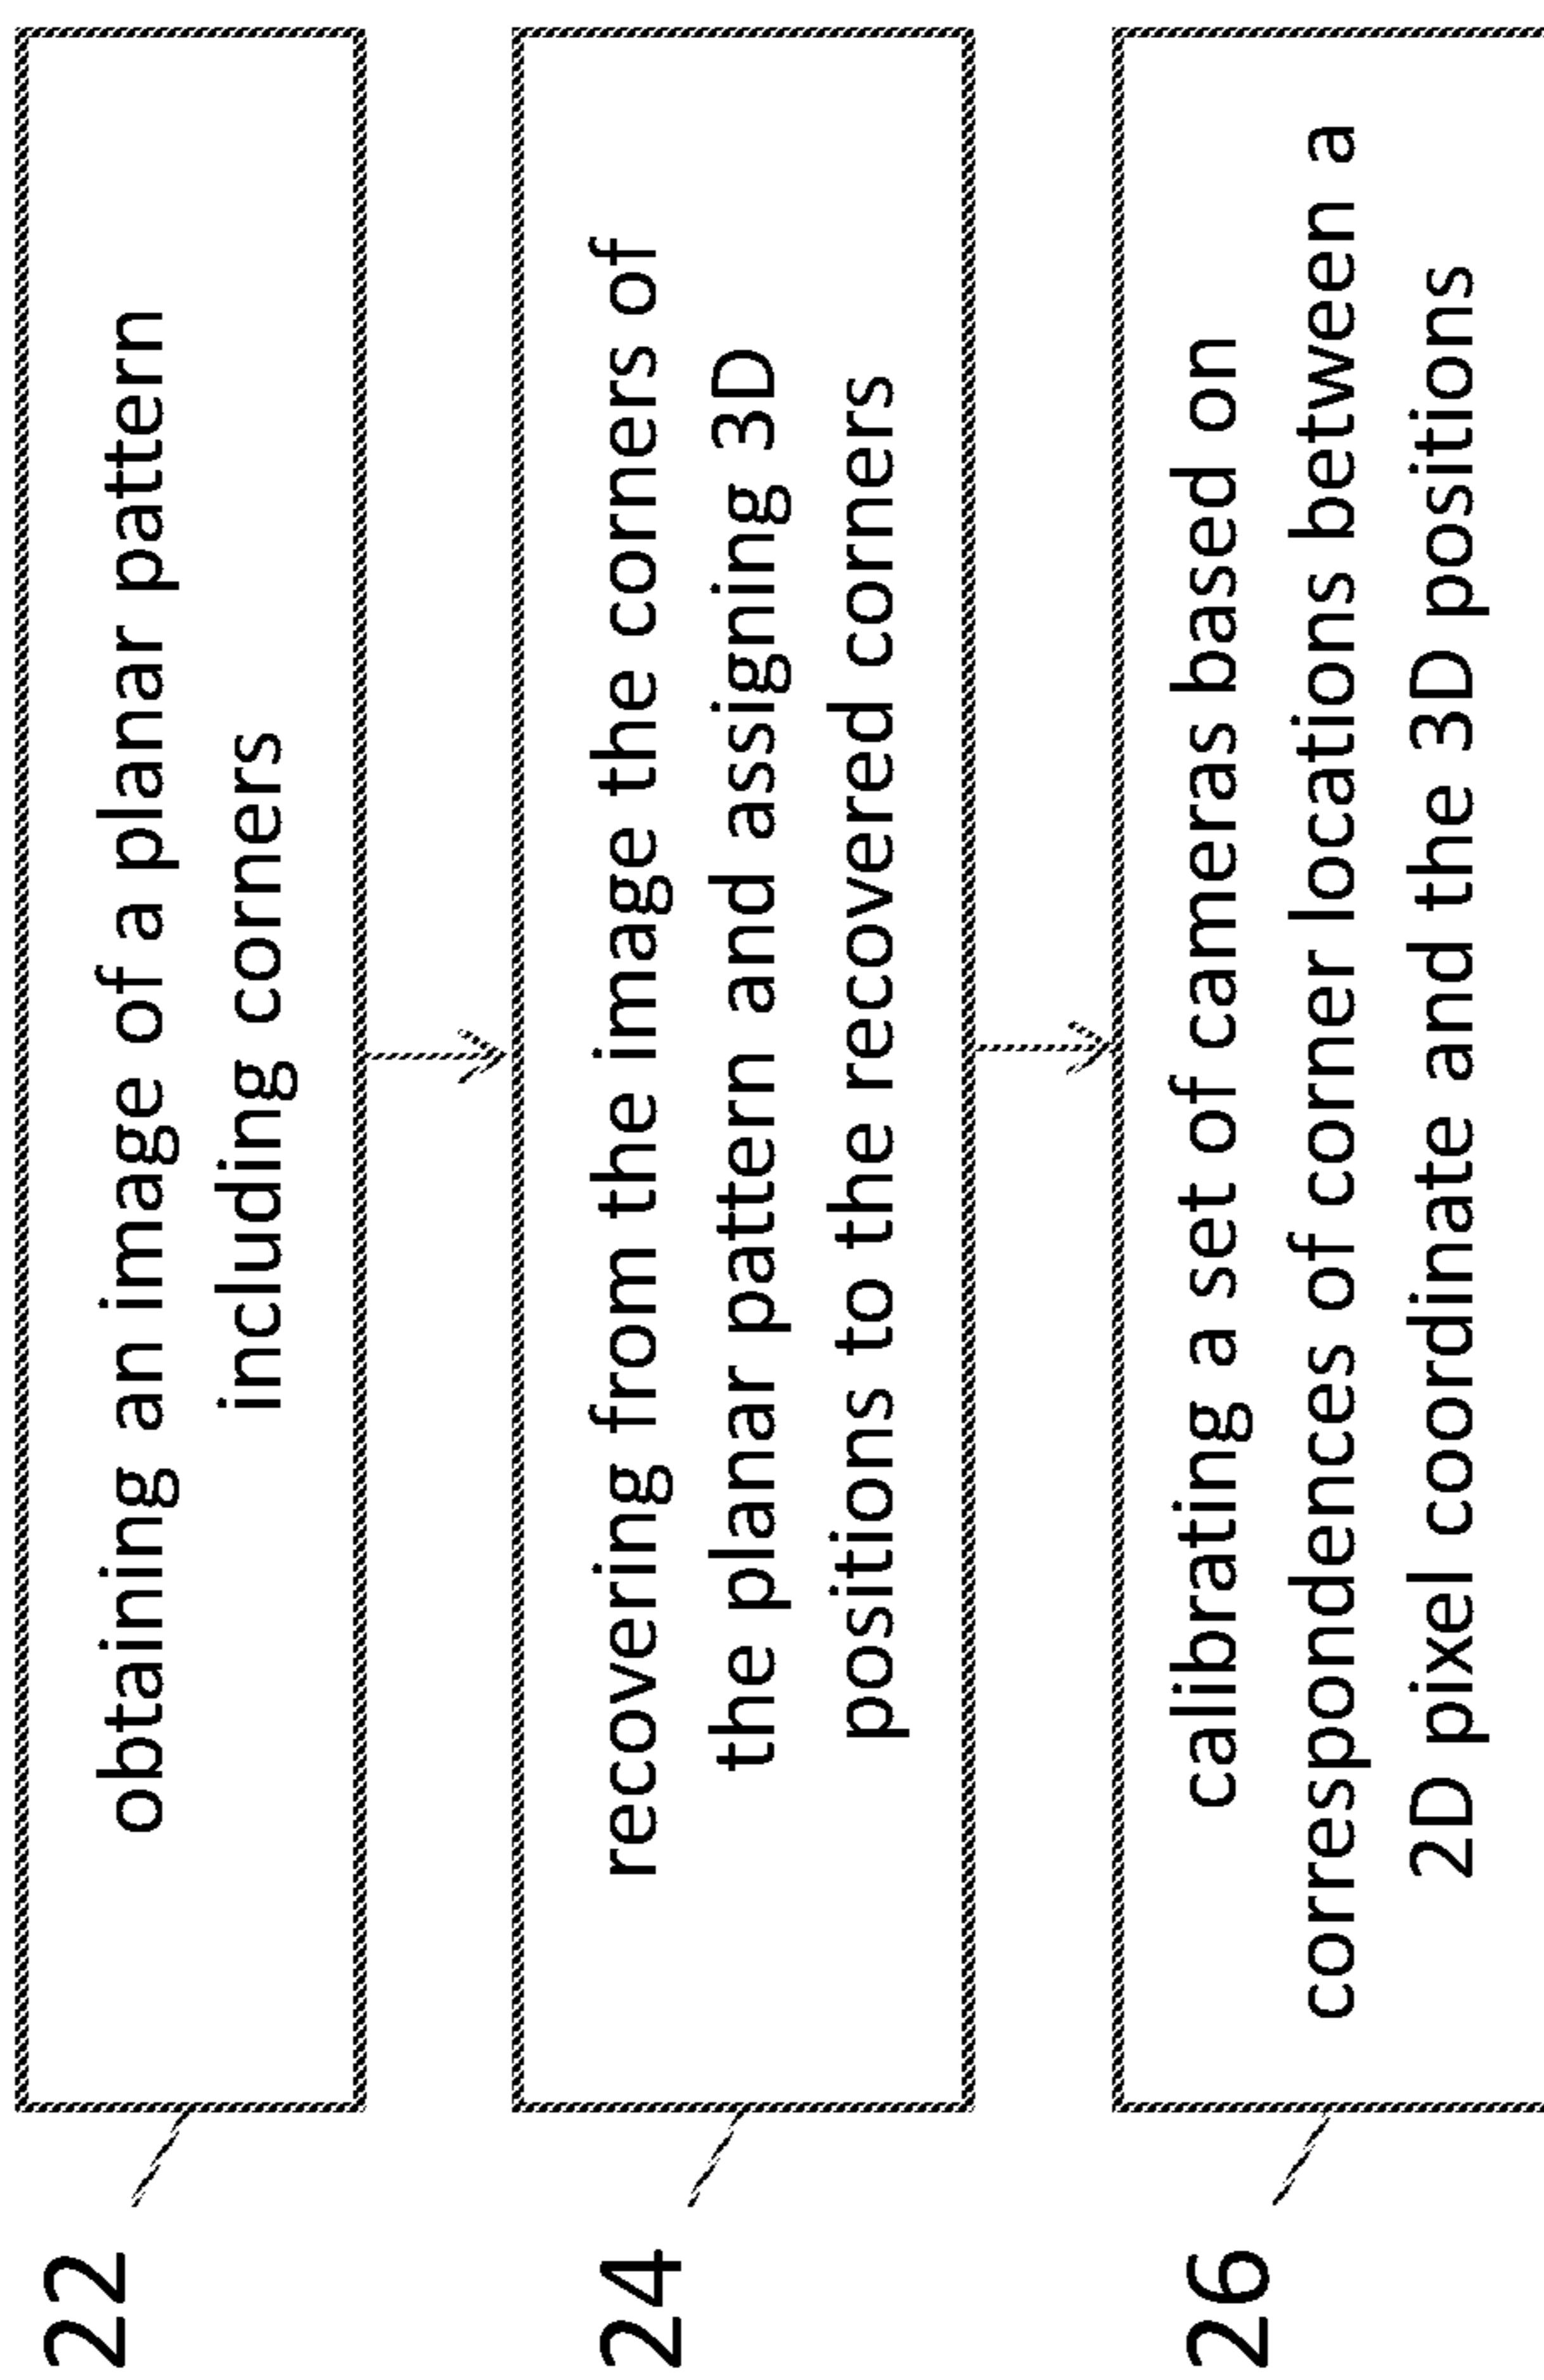 22
obtaining an image of a planar pattern
including corners
24
recovering from the image the corners of
the planar pattern and assigning 3D
positions to the recovered corners
26
calibrating a set of cameras based on
correspondences of corner locations between a
2D pixel coordinate and the 3D positions